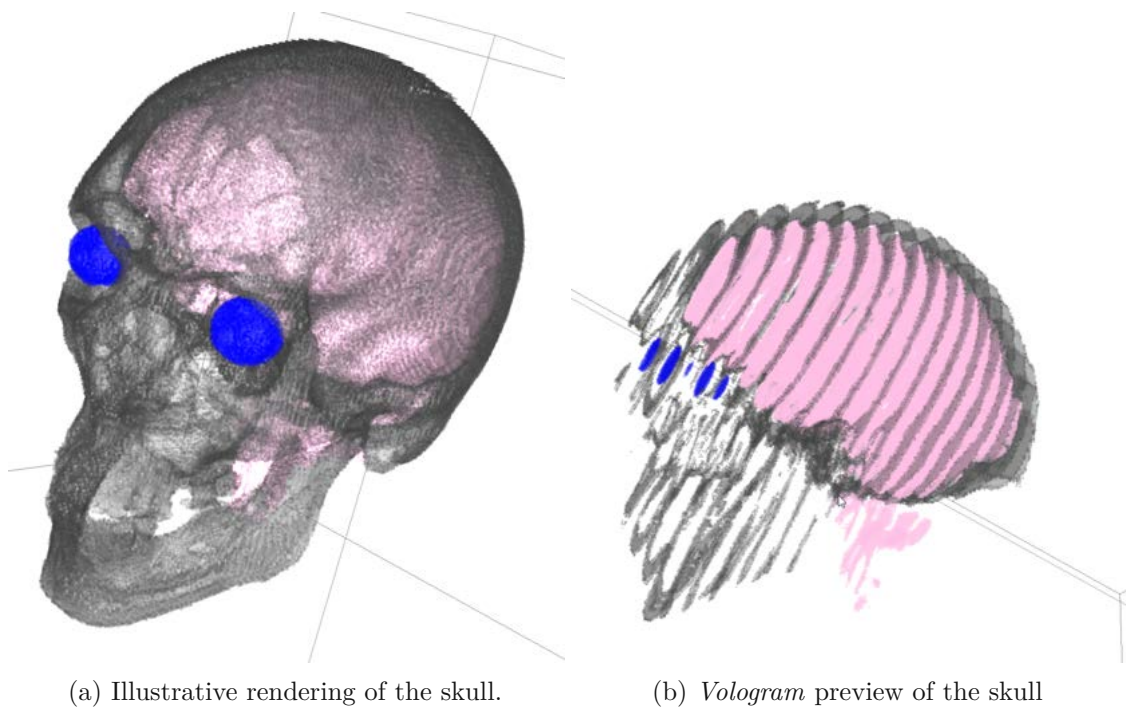 (a) Illustrative rendering of the skull.
(b) Vologram preview of the skull